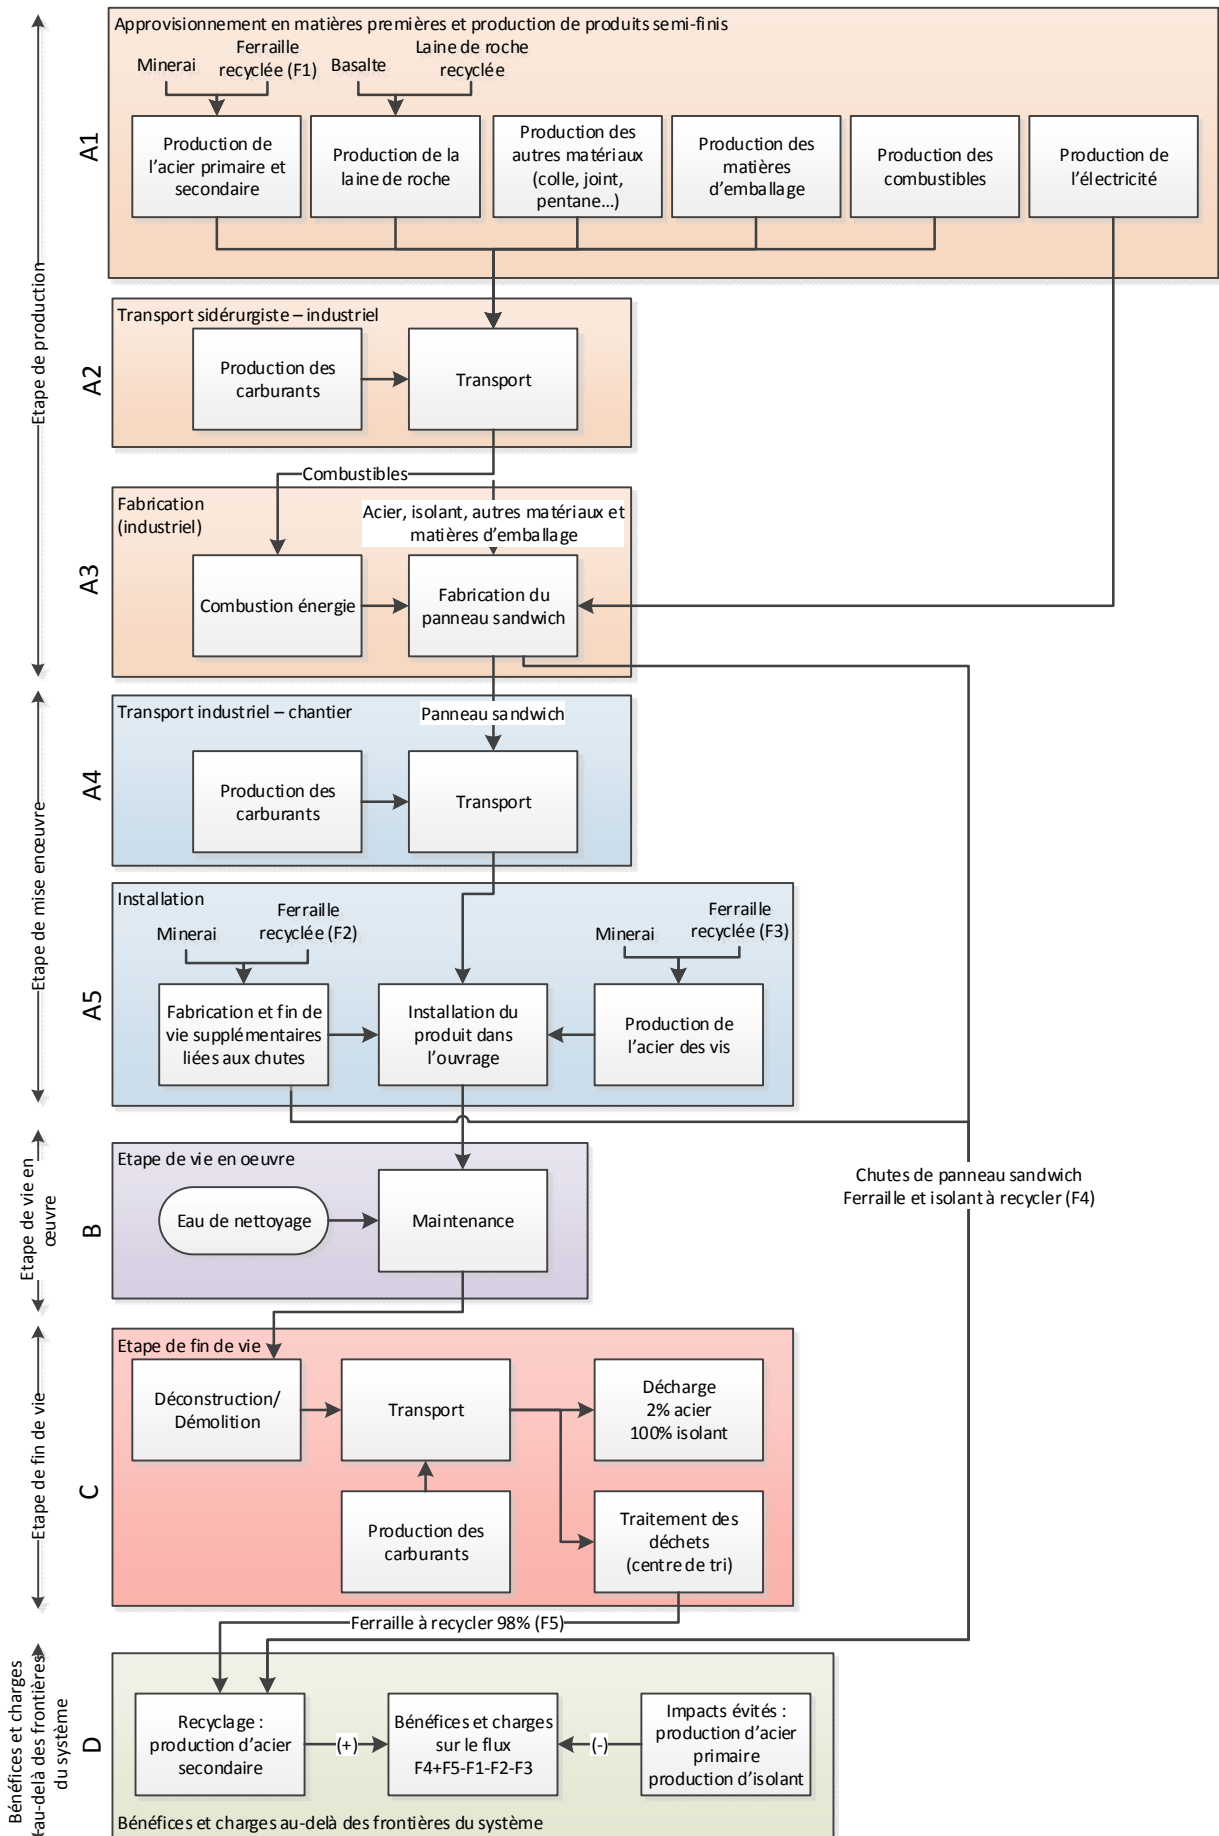 Approvisionnement en matières premières et production de produits semi-finis
Minerai
Ferraille
recyclée (F1)
Basalte
Laine de roche
recyclée
Production de
l'acier primaire et
secondaire
Production de la
laine de roche
Production des
autres matériaux
(colle, joint,
pentane...)
Production des
matières
d'emballage
Production des
combustibles
Production de
l'électricité
A1
Etape de production
Transport sidérurgiste – industriel
Production des
carburants
Transport
A2
Combustibles
Fabrication
(industriel)
Acier, isolant, autres matériaux et
matières d'emballage
Combustion énergie
Fabrication du
panneau sandwich
A3
Transport industriel – chantier
Panneau sandwich
Production des
carburants
Transport
A4
Etape de mise enœuvre
Installation
Minerai
Ferraille
recyclée (F2)
Minerai
Ferraille
recyclée (F3)
Fabrication et fin de
vie supplémentaires
liées aux chutes
Installation du
produit dans
l'ouvrage
Production de
l'acier des vis
A5
Etape de vie en oeuvre
Eau de nettoyage
Maintenance
B
Etape de vie en
œuvre
Chutes de panneau sandwich
Ferraille et isolant à recycler (F4)
Etape de fin de vie
Déconstruction/
Démolition
Transport
Décharge
2% acier
100% isolant
Production des
carburants
Traitement des
déchets
(centre de tri)
C
Etape de fin de vie
Ferraille à recycler 98% (F5)
Recyclage :
production d'acier
secondaire
(+)
Bénéfices et charges
sur le flux
F4+F5-F1-F2-F3
(-)
Impacts évités :
production d'acier
primaire
production d'isolant
D
Bénéfices et charges
au-delà des frontières
du système
Bénéfices et charges au-delà des frontières du système